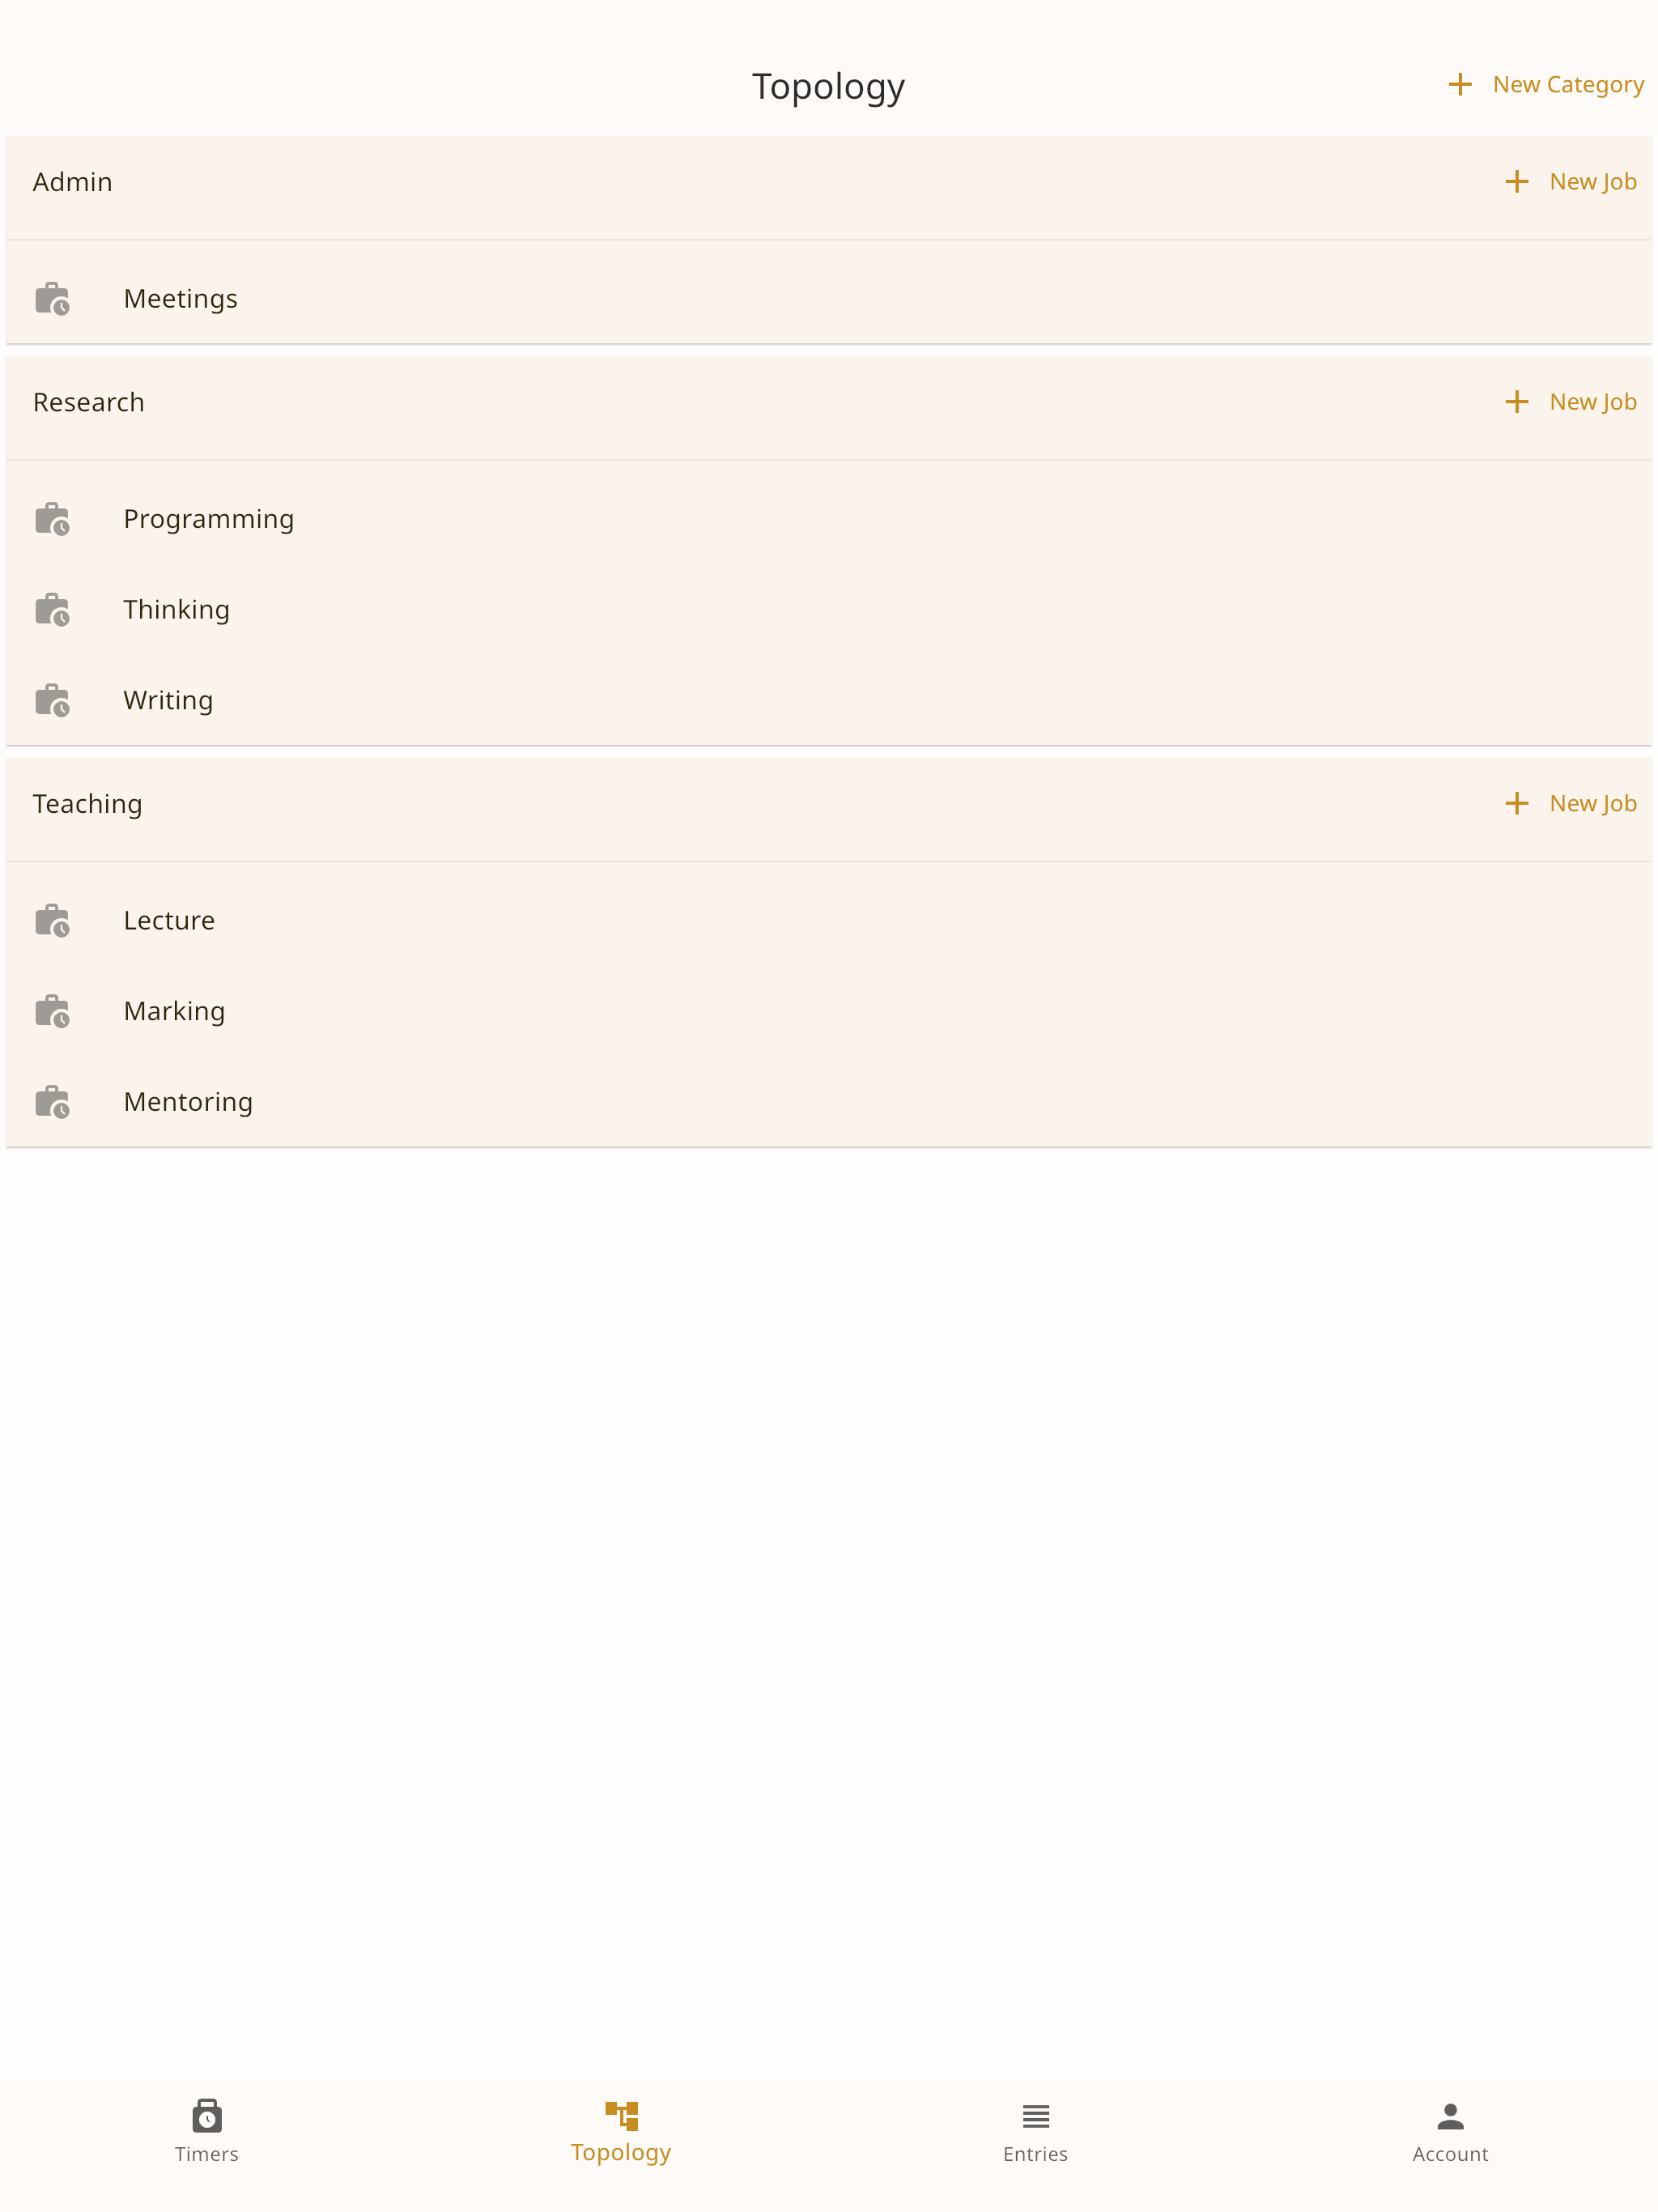 Topology
New Category
Admin
New Job
Meetings
Research
New Job
Programming
Thinking
Writing
Teaching
New Job
Lecture
Marking
Mentoring
Timers
Topology
Entries
Account